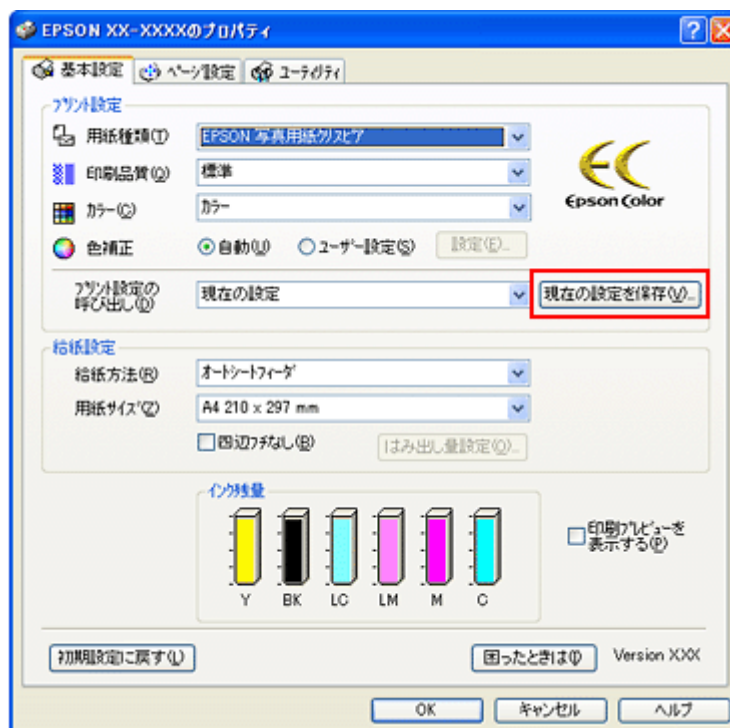 EPSON XX-XXXXのプロパティ
基本設定 ページ設定 ユーティリティ
プリント設定
用紙種類(T) EPSON 写真用紙クリスピア
印刷品質(Q) 標準
カラー(C) カラー
Epson Color
色補正 自動(U) ユーザー設定(S) 設定(E)...
プリント設定の
呼び出し(D) 現在の設定 現在の設定を保存(V)...
給紙設定
給紙方法(R) オートシートフィーダ
用紙サイズ(Z) A4 210 x 297 mm
四辺フチなし(B) はみ出し量設定(O)...
インク残量
Y BK LC LM M C
印刷プレビューを
表示する(P)
初期設定に戻す(L) 困ったときは(I) Version X.XX
OK キャンセル ヘルプ